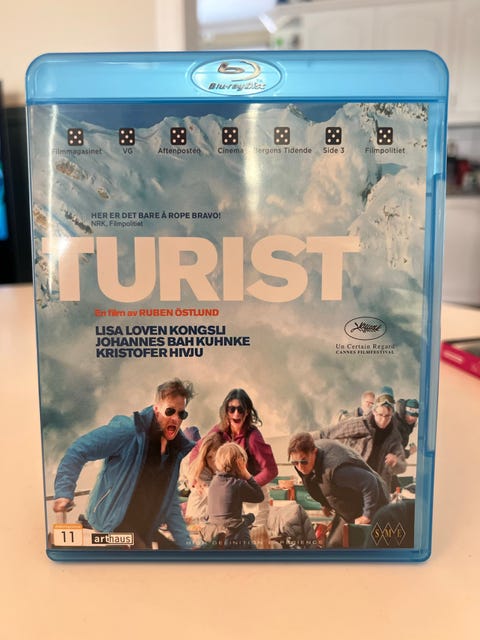 Blu-ray Disc
Filmmagasinet VG Aftenposten Cinema Bergens Tidende Side 3 Filmpolitiet
HER ER DET BARE Å ROPE BRAVO!
NRK, Filmpolitiet
TURIST
En film av RUBEN ÖSTLUND
LISA LOVEN KONGSLI
JOHANNES BAH KUHNKE
KRISTOFER HIVJU
Un Certain Regard
CANNES FILMFESTIVAL
11
arthaus
HIGH DEFINITION EXPERIENCE